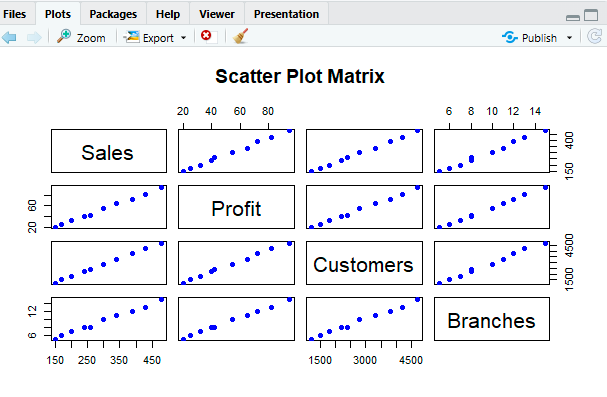 Files Plots Packages Help Viewer Presentation
Zoom Export Publish
Scatter Plot Matrix
20 40 60 80 6 8 10 12 14
Sales
150 400
20 60
Profit
Customers
1500 4500
6 12
Branches
150 250 350 450 1500 3000 4500